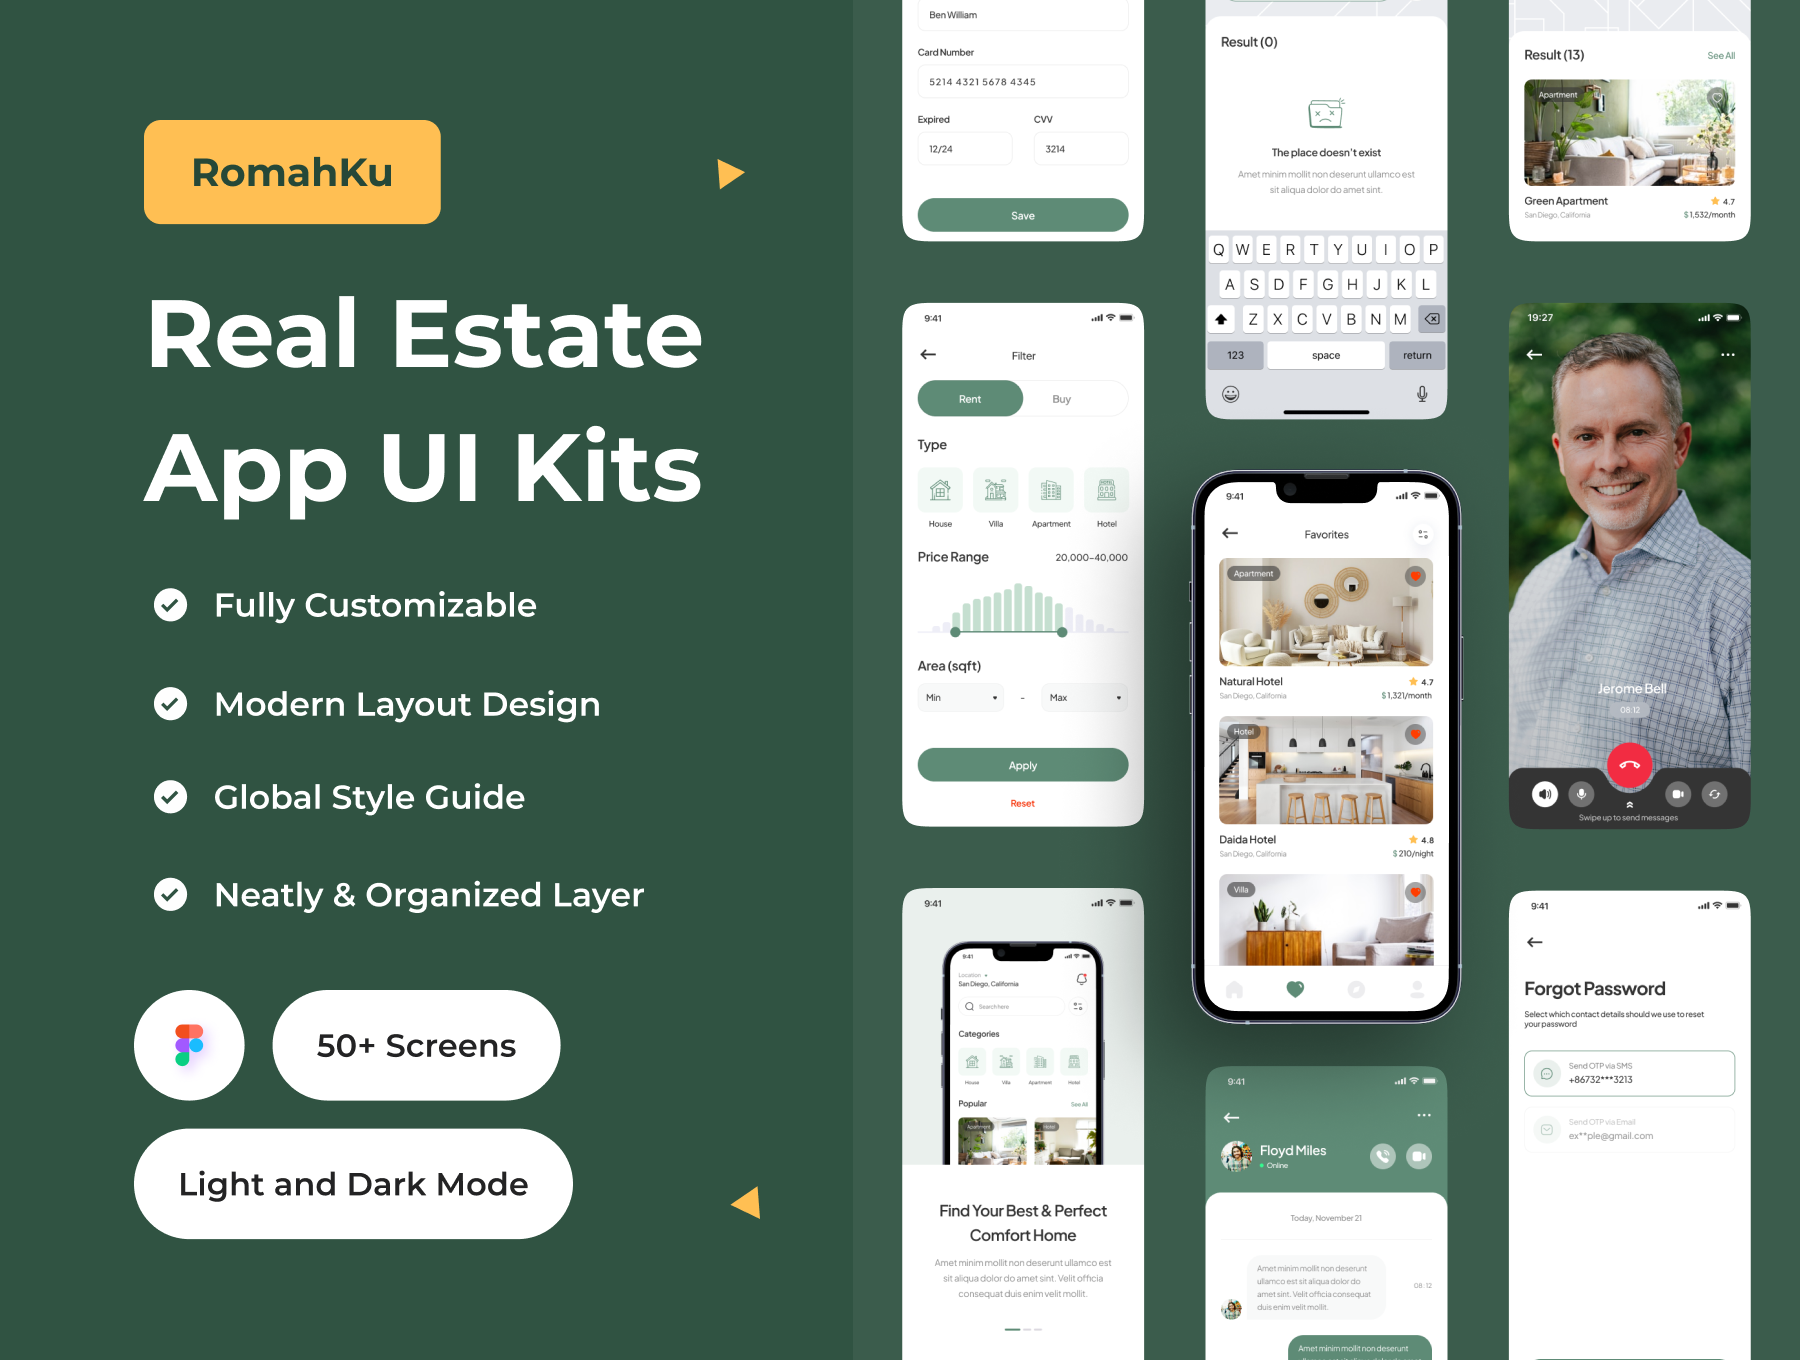 RomahKu
Real Estate
App UI Kits
Fully Customizable
Modern Layout Design
Global Style Guide
Neatly & Organized Layer
50+ Screens
Light and Dark Mode
Ben William
Card Number
5214 4321 5678 4345
Expired
CVV
12/24
3214
Save
9:41
Filter
Rent
Buy
Type
House
Villa
Apartment
Hotel
Price Range
20,000-40,000
Area (sqft)
Min
-
Max
Apply
Reset
9:41
9:41
Location
San Diego, California
Search here
Categories
House
Villa
Apartment
Hotel
Popular
See All
Apartment
Hotel
Find Your Best & Perfect
Comfort Home
Amet minim mollit non deserunt ullamco est
sit aliqua dolor do amet sint. Velit officia
consequat duis enim velit mollit.
Result (0)
The place doesn't exist
Amet minim mollit non deserunt ullamco est
sit aliqua dolor do amet sint.
Q W E R T Y U I O P
A S D F G H J K L
Z X C V B N M
123
space
return
9:41
Favorites
Apartment
Natural Hotel
4.7
San Diego, California
$1,321/month
Hotel
Daida Hotel
4.8
San Diego, California
$210/night
Villa
9:41
Floyd Miles
Online
Today, November 21
Amet minim mollit non deserunt
ullamco est sit aliqua dolor do
amet sint. Velit officia consequat
duis enim velit mollit.
08:12
Amet minim mollit non deserunt
Result (13)
See All
Apartment
Green Apartment
4.7
San Diego, California
$1,532/month
19:27
Jerome Bell
08:12
Swipe up to send messages
9:41
Forgot Password
Select which contact details should we use to reset
your password
Send OTP via SMS
+86732***3213
Send OTP via Email
ex**ple@gmail.com